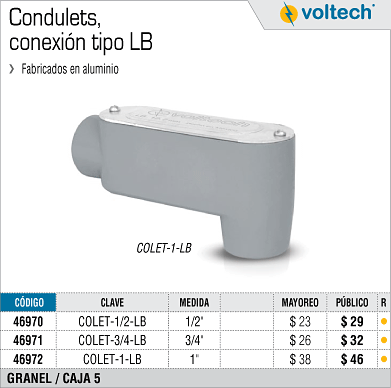 Condulets,
conexión tipo LB
voltech®
› Fabricados en aluminio
COLET-1-LB
CÓDIGO CLAVE MEDIDA MAYOREO PÚBLICO R
46970 COLET-1/2-LB 1/2" $ 23 $ 29
46971 COLET-3/4-LB 3/4" $ 26 $ 32
46972 COLET-1-LB 1" $ 38 $ 46
GRANEL / CAJA 5